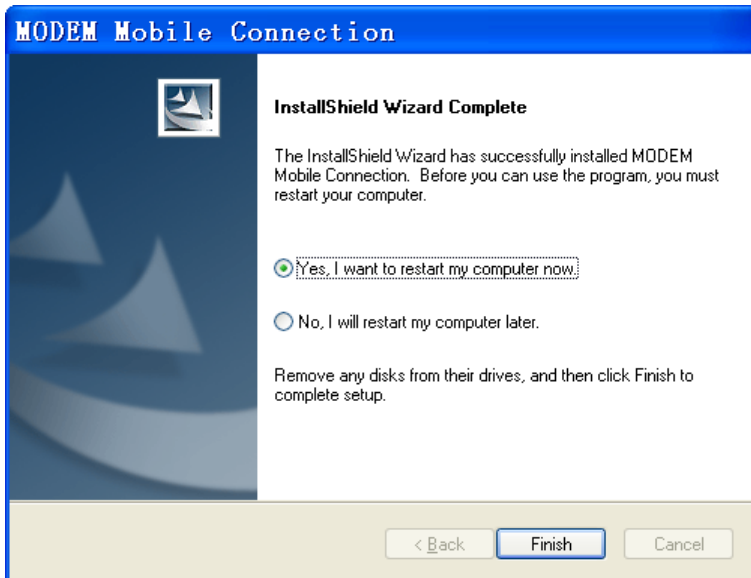 MODEM Mobile Connection
InstallShield Wizard Complete
The InstallShield Wizard has successfully installed MODEM
Mobile Connection.  Before you can use the program, you must
restart your computer.
Yes, I want to restart my computer now.
No, I will restart my computer later.
Remove any disks from their drives, and then click Finish to
complete setup.
< Back
Finish
Cancel